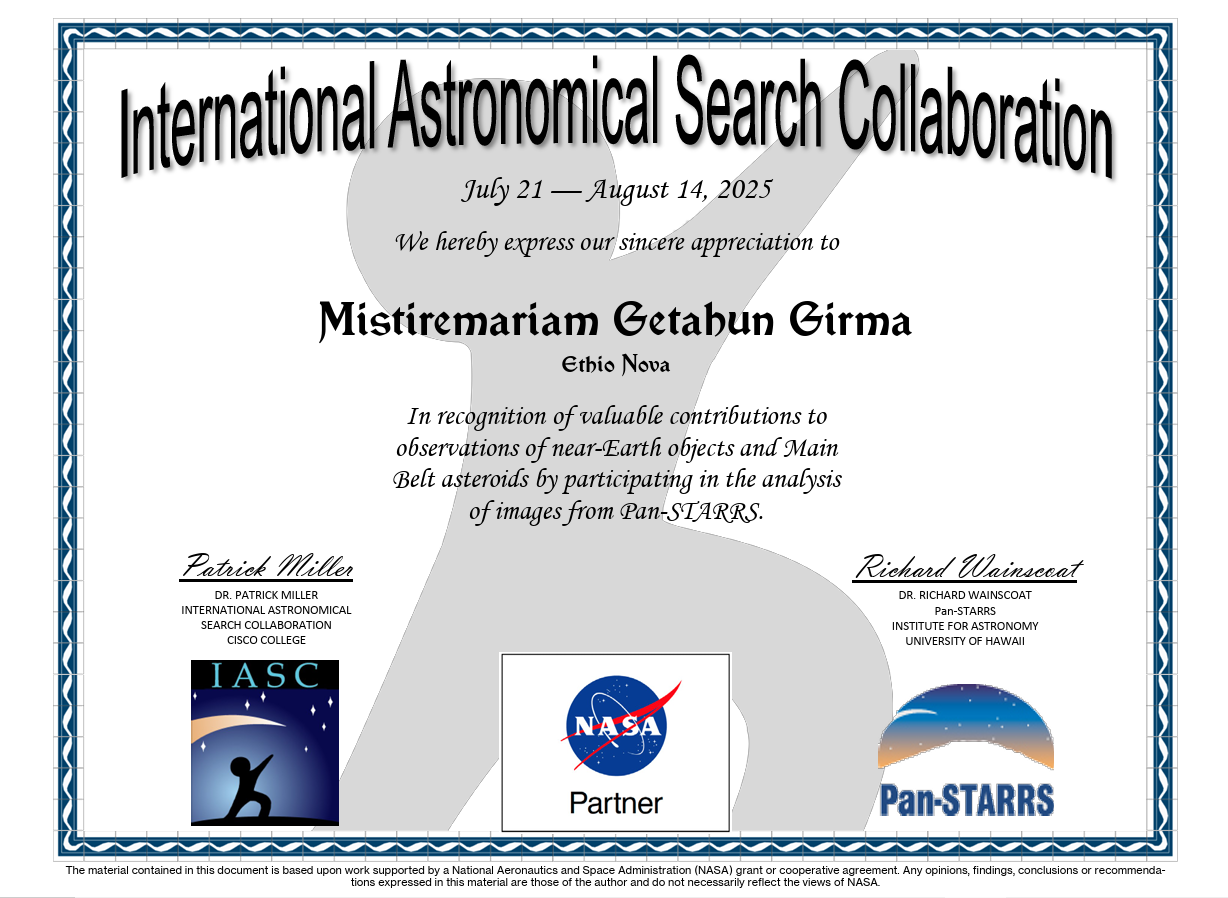 International Astronomical Search Collaboration
July 21 — August 14, 2025
We hereby express our sincere appreciation to
Mistiremariam Getahun Girma
Ethio Nova
In recognition of valuable contributions to
observations of near-Earth objects and Main
Belt asteroids by participating in the analysis
of images from Pan-STARRS.
Patrick Miller
DR. PATRICK MILLER
INTERNATIONAL ASTRONOMICAL
SEARCH COLLABORATION
CISCO COLLEGE
Richard Wainscoat
DR. RICHARD WAINSCOAT
Pan-STARRS
INSTITUTE FOR ASTRONOMY
UNIVERSITY OF HAWAII
IASC
NASA
Partner
Pan-STARRS
The material contained in this document is based upon work supported by a National Aeronautics and Space Administration (NASA) grant or cooperative agreement. Any opinions, findings, conclusions or recommenda-
tions expressed in this material are those of the author and do not necessarily reflect the views of NASA.